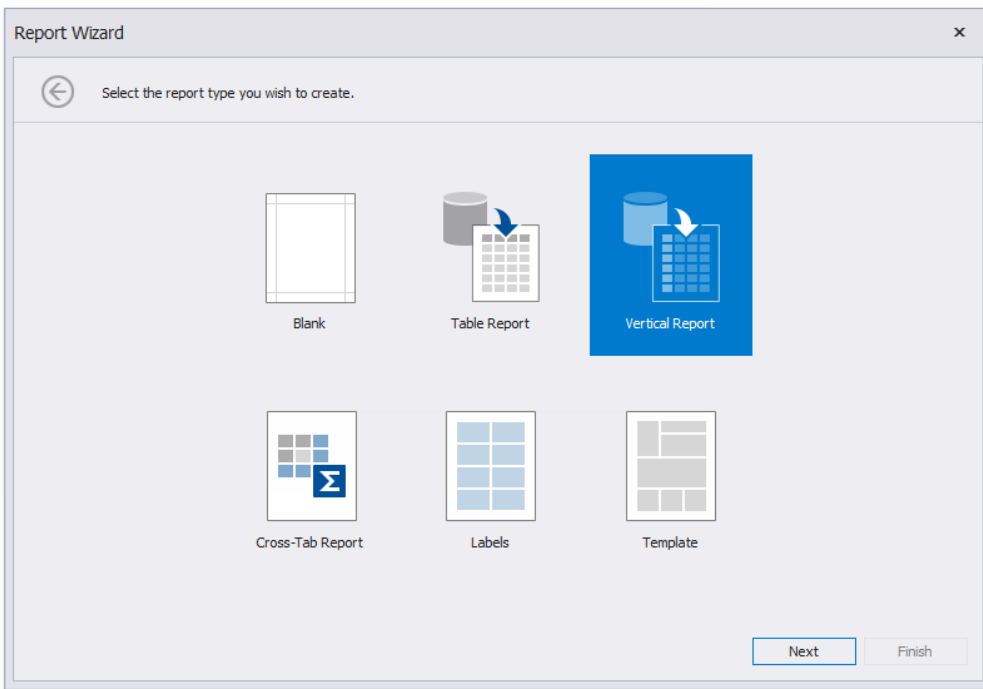 Report Wizard
Select the report type you wish to create.
Blank
Table Report
Vertical Report
Cross-Tab Report
Labels
Template
Next
Finish